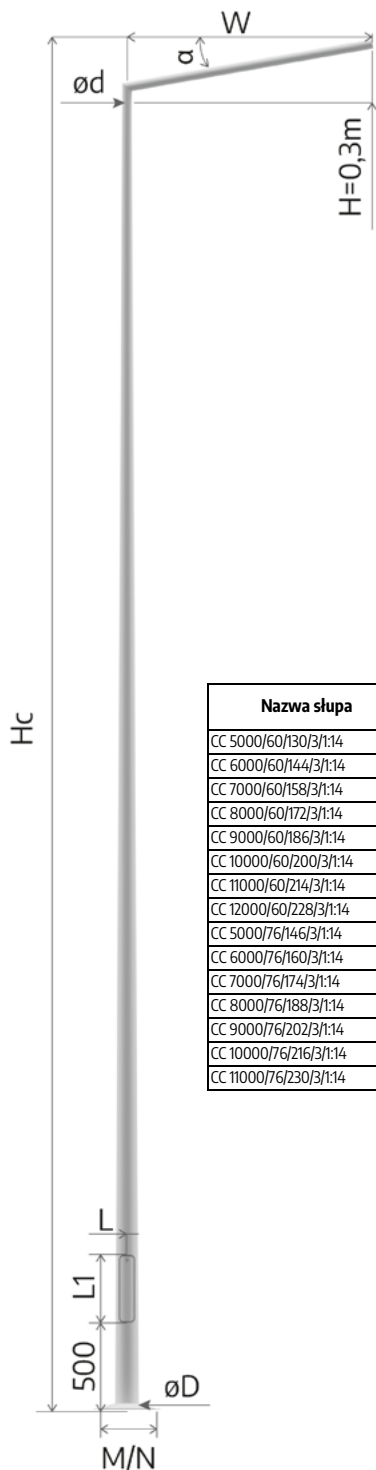 W
α
ød
H=0,3m
Hc
Nazwa słupa
CC 5000/60/130/3/1:14
CC 6000/60/144/3/1:14
CC 7000/60/158/3/1:14
CC 8000/60/172/3/1:14
CC 9000/60/186/3/1:14
CC 10000/60/200/3/1:14
CC 11000/60/214/3/1:14
CC 12000/60/228/3/1:14
CC 5000/76/146/3/1:14
CC 6000/76/160/3/1:14
CC 7000/76/174/3/1:14
CC 8000/76/188/3/1:14
CC 9000/76/202/3/1:14
CC 10000/76/216/3/1:14
CC 11000/76/230/3/1:14
L
L1
500
øD
M/N